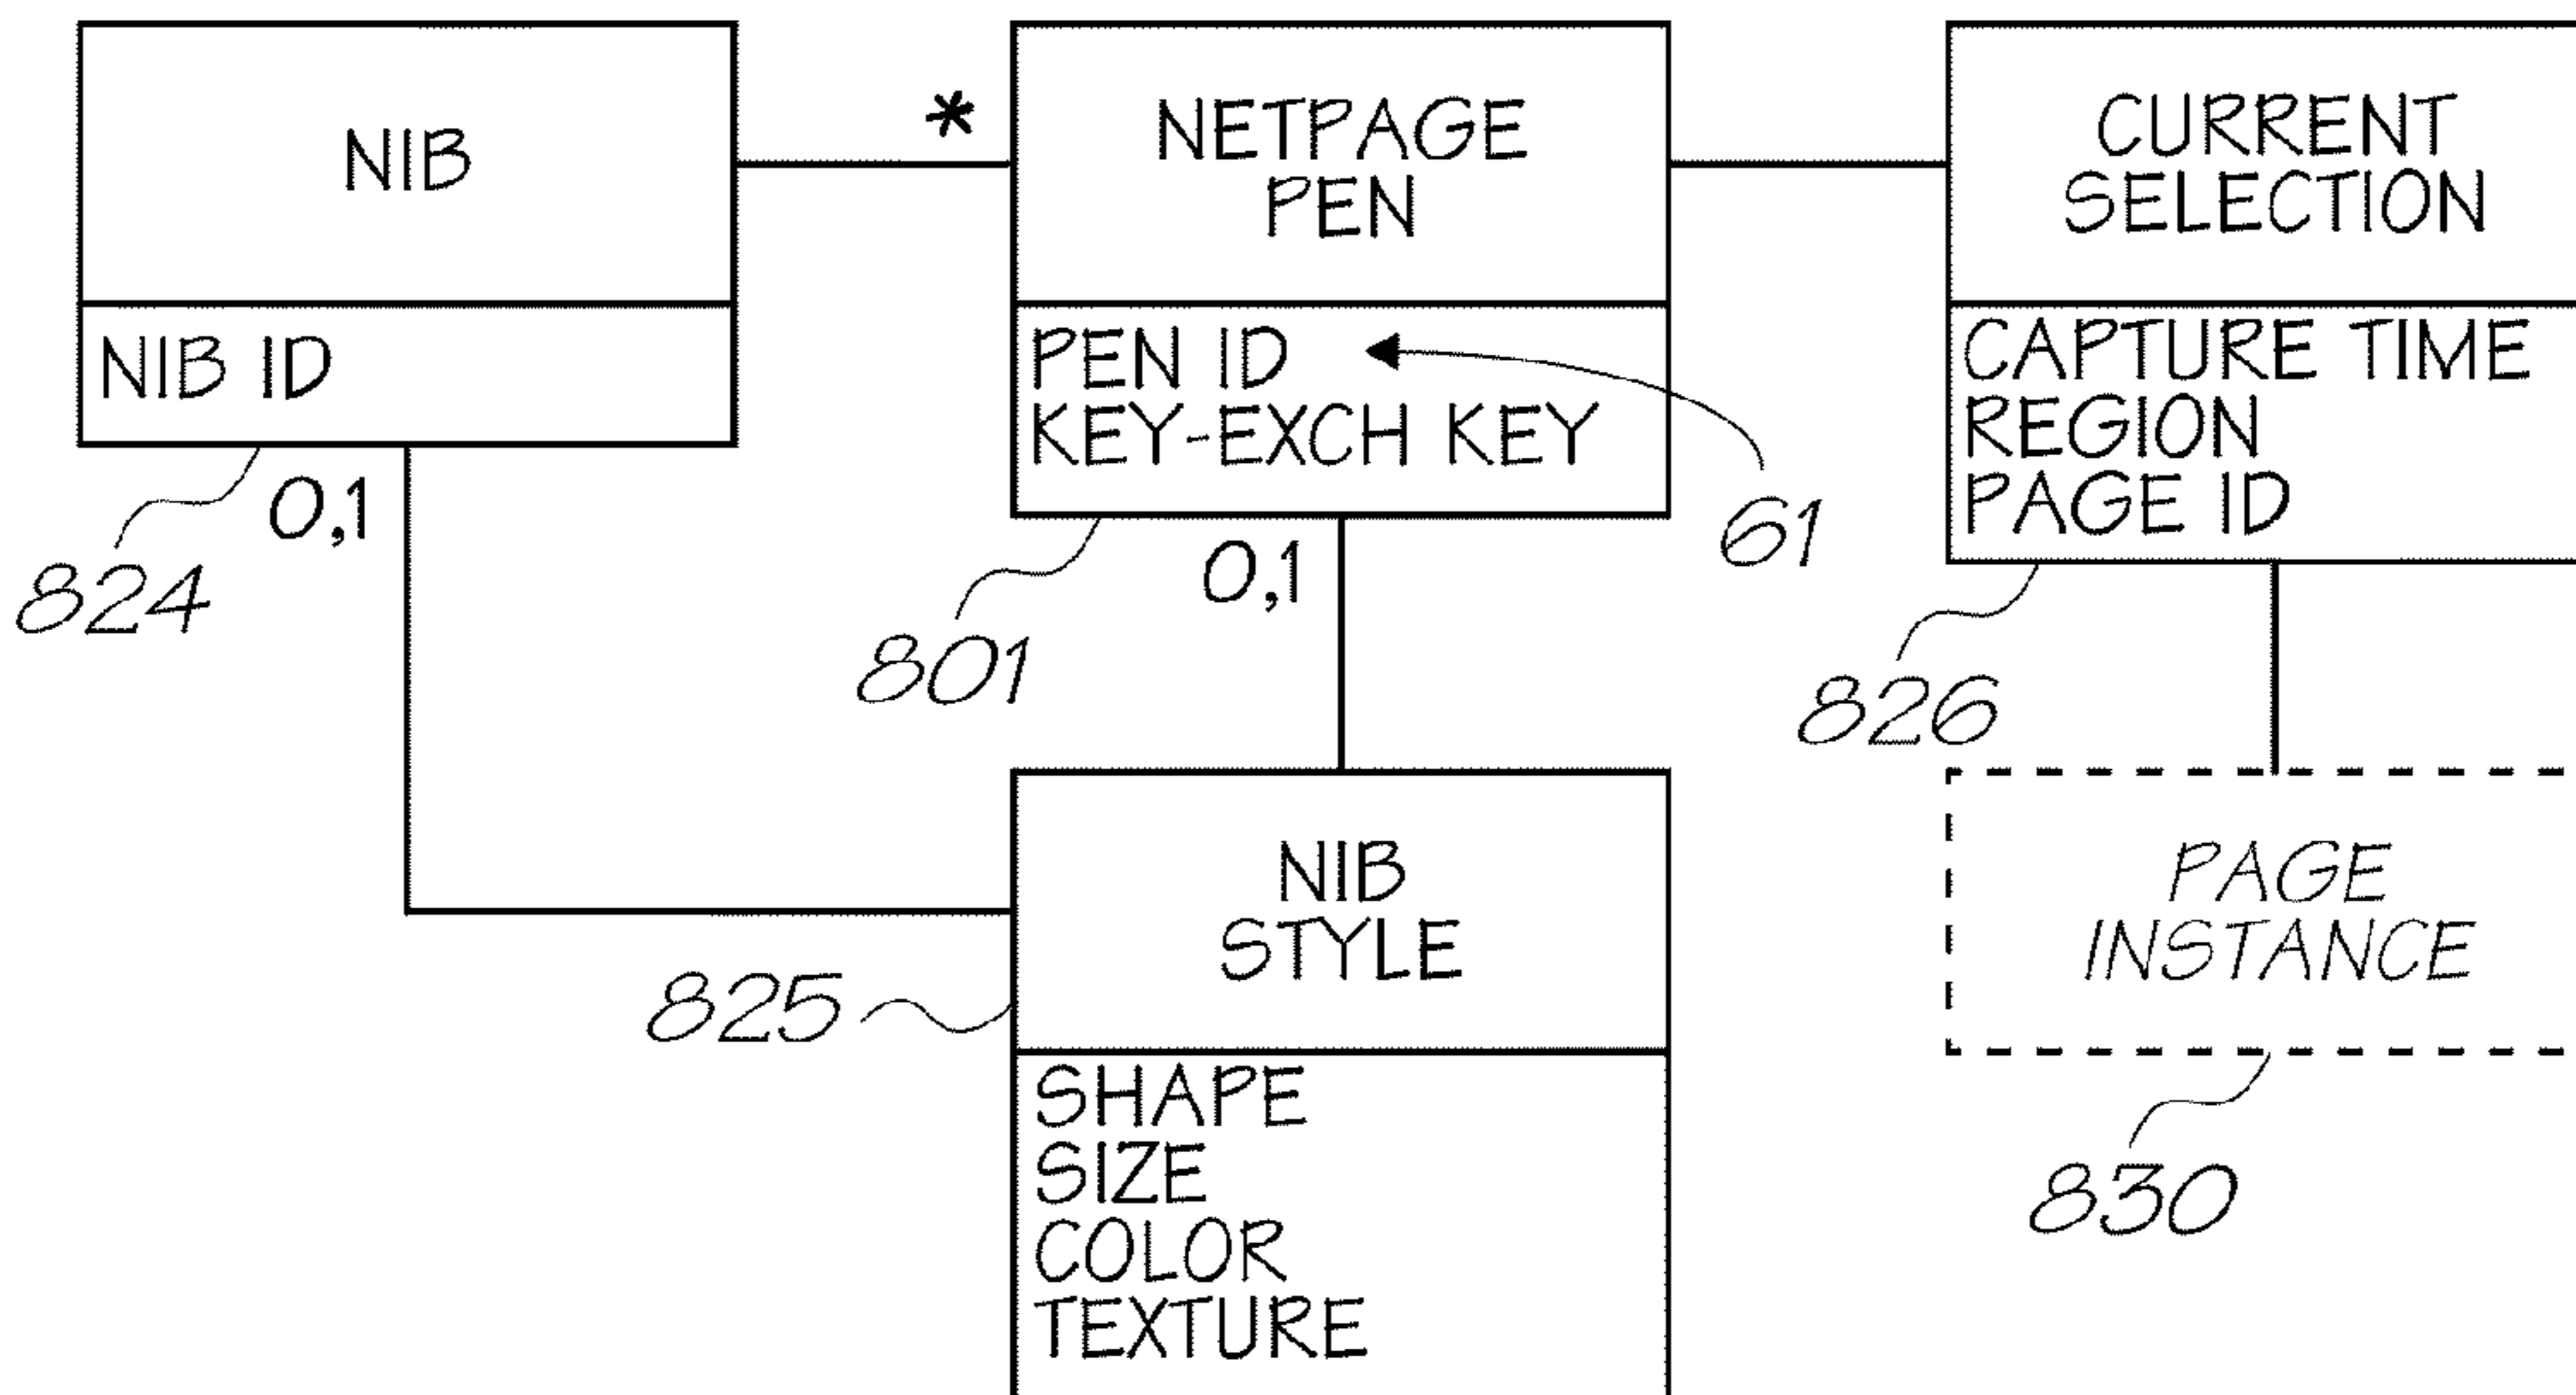 NIB
NIB ID
824
0,1
*
NETPAGE
PEN
PEN ID
KEY-EXCH KEY
61
801
0,1
CURRENT
SELECTION
CAPTURE TIME
REGION
PAGE ID
826
NIB
STYLE
825
SHAPE
SIZE
COLOR
TEXTURE
PAGE
INSTANCE
830